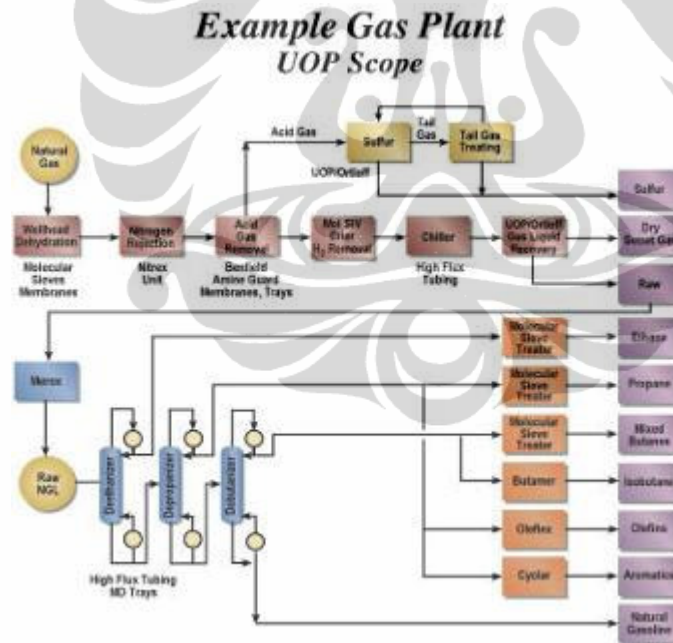 Example Gas Plant
UOP Scope
Natural
Gas
Acid Gas
Sulfur
Tail
Gas
Tail Gas
Treating
UOP/Ortloff
Sulfur
Wellhead
Dehydration
Nitrogen
Rejection
Acid
Gas
Removal
Mol SIV
Removal
Chiller
UOP/Ortloff
Gas Liquid
Recovery
Dry
Gas
Molecular
Sieves
Membranes
Nitrex
Unit
Benfield
Amine Guard
Membranes, Trays
High Flux
Tubing
Raw
Merox
Molecular
Sieve
Treater
Ethane
Molecular
Sieve
Treater
Propane
Molecular
Sieve
Treater
Mixed
Butanes
Raw
NGL
Deethanizer
Depropanizer
Debutanizer
Butamer
Isobutane
Oleflex
Olefins
High Flux Tubing
MD Trays
Cyclar
Aromatics
Natural
Gasoline